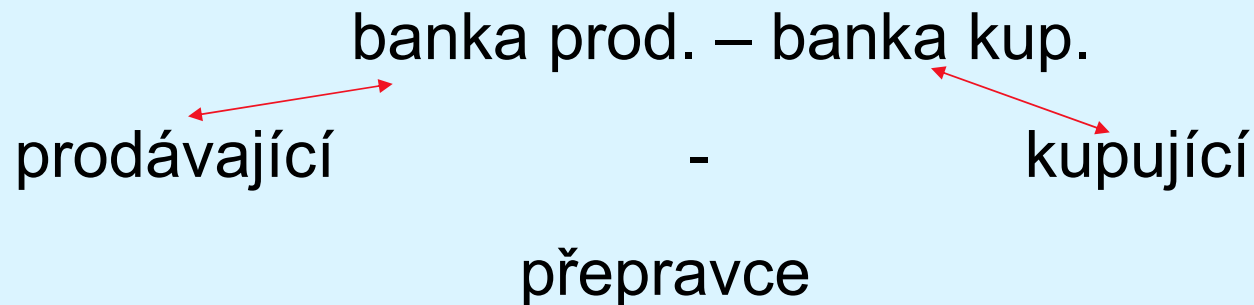 banka prod. – banka kup.
prodávající - kupující
přepravce